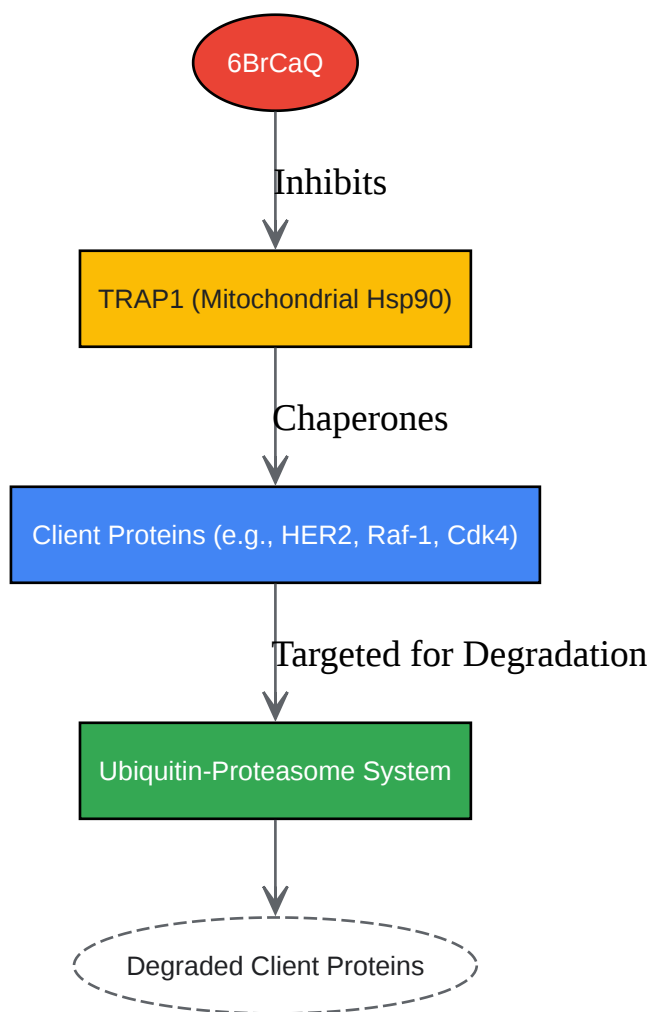 6BrCaQ
Inhibits
TRAP1 (Mitochondrial Hsp90)
Chaperones
Client Proteins (e.g., HER2, Raf-1, Cdk4)
Targeted for Degradation
Ubiquitin-Proteasome System
Degraded Client Proteins